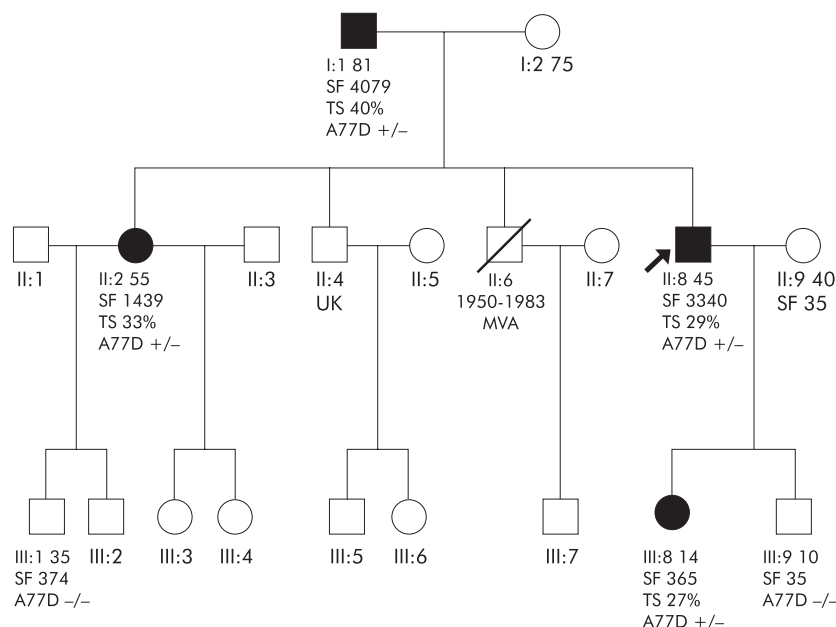 I:1 81
SF 4079
TS 40%
A77D +/–
I:2 75
II:1
II:2 55
SF 1439
TS 33%
A77D +/–
II:3
II:4
UK
II:5
II:6
1950-1983
MVA
II:7
II:8 45
SF 3340
TS 29%
A77D +/–
II:9 40
SF 35
III:1 35
SF 374
A77D –/–
III:2
III:3
III:4
III:5
III:6
III:7
III:8 14
SF 365
TS 27%
A77D +/–
III:9 10
SF 35
A77D –/–